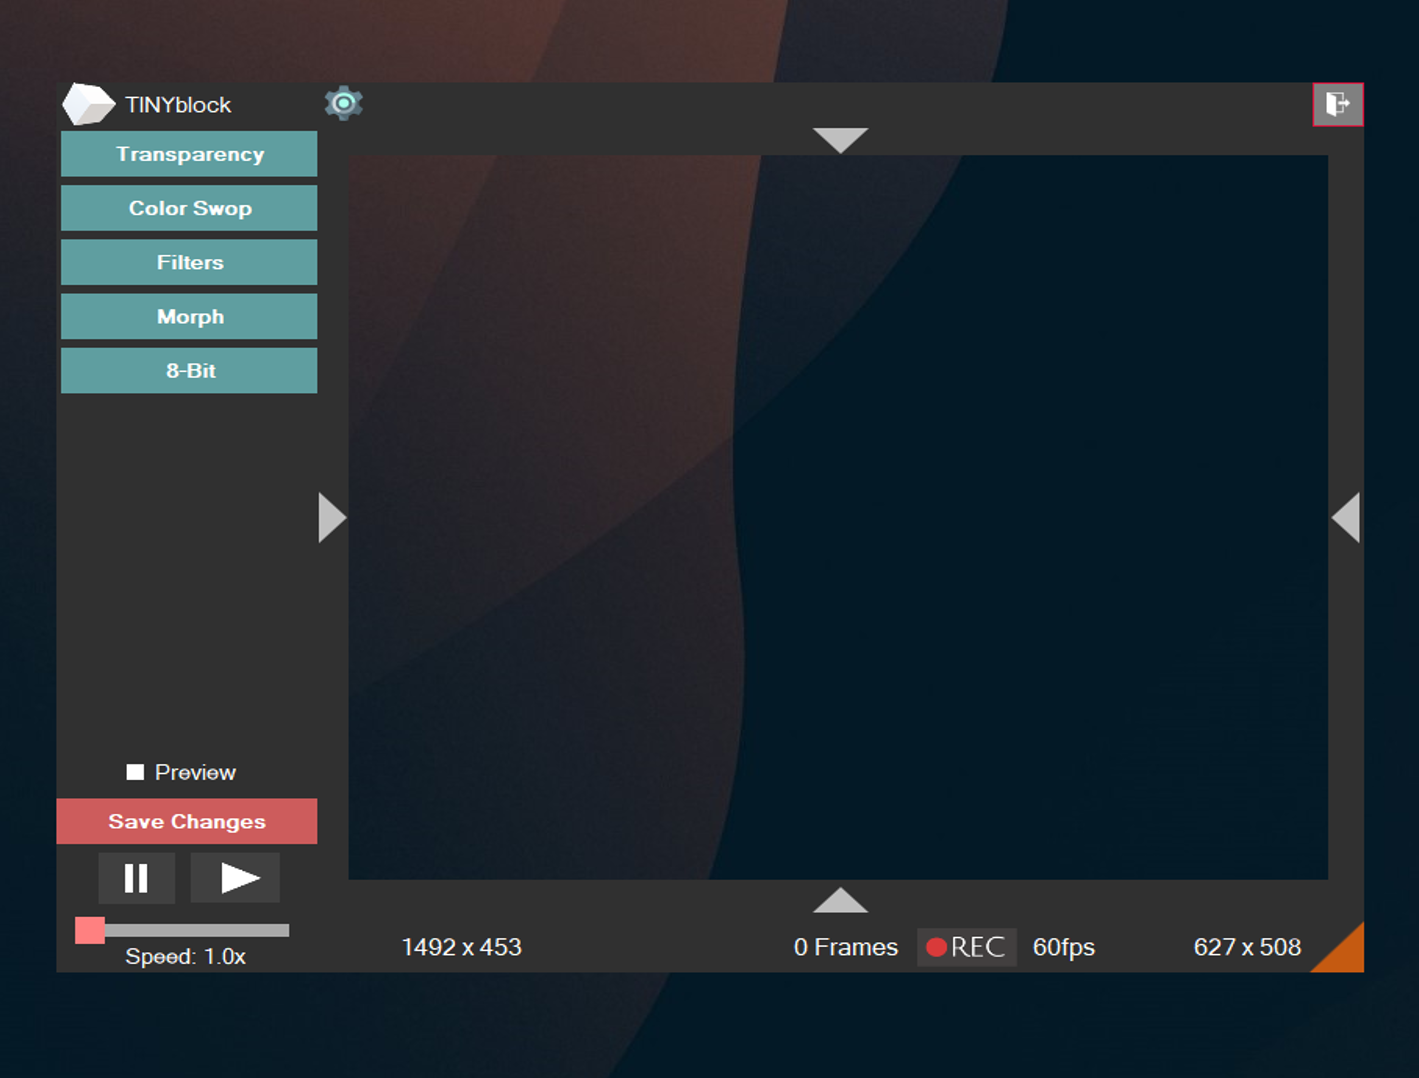 TINYblock
Transparency
Color Swop
Filters
Morph
8-Bit
Preview
Save Changes
Speed: 1.0x
1492 x 453
0 Frames
REC
60fps
627 x 508